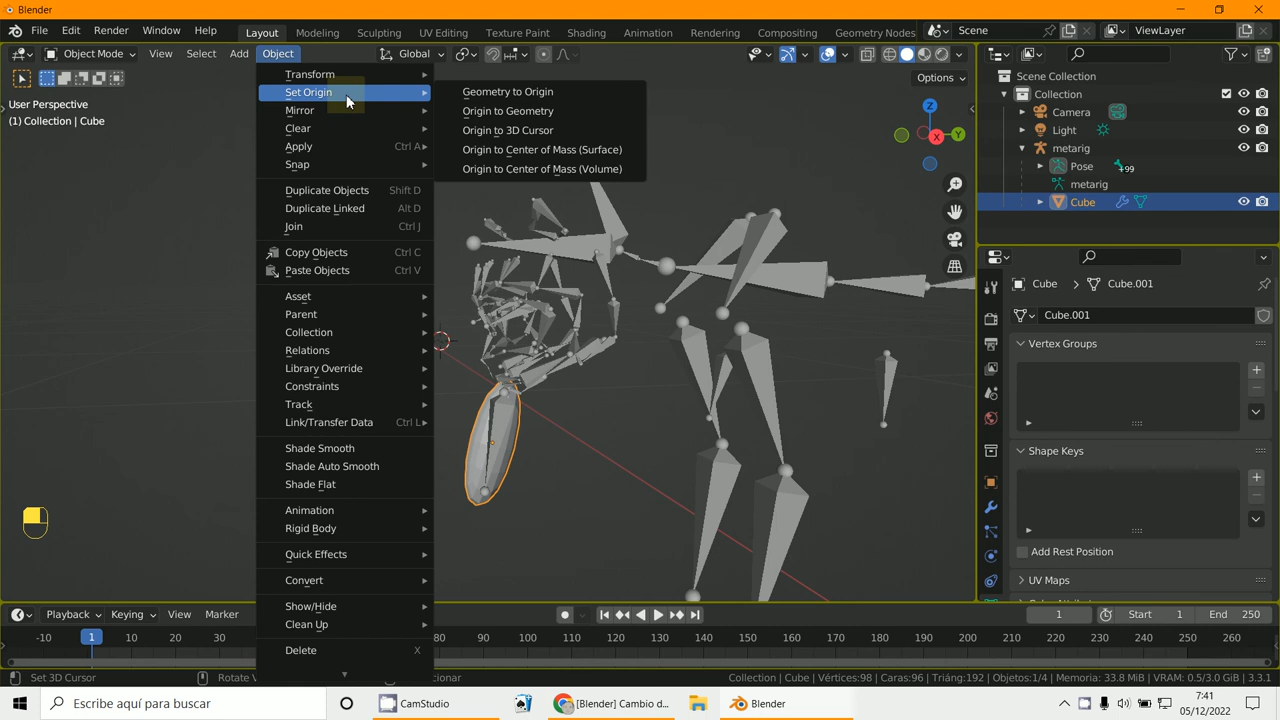 Blender
File Edit Render Window Help Layout Modeling Sculpting UV Editing Texture Paint Shading Animation Rendering Compositing Geometry Nodes Scene ViewLayer
Object Mode View Select Add Object Global
Options
User Perspective
(1) Collection | Cube
Transform
Set Origin
Mirror
Clear
Apply Ctrl A
Snap
Duplicate Objects Shift D
Duplicate Linked Alt D
Join Ctrl J
Copy Objects Ctrl C
Paste Objects Ctrl V
Asset
Parent
Collection
Relations
Library Override
Constraints
Track
Link/Transfer Data Ctrl L
Shade Smooth
Shade Auto Smooth
Shade Flat
Animation
Rigid Body
Quick Effects
Convert
Show/Hide
Clean Up
Delete X
Geometry to Origin
Origin to Geometry
Origin to 3D Cursor
Origin to Center of Mass (Surface)
Origin to Center of Mass (Volume)
Z
Y
X
Scene Collection
Collection
Camera
Light
metarig
Pose +99
metarig
Cube
Cube > Cube.001
Cube.001
Vertex Groups
Shape Keys
Add Rest Position
UV Maps
Playback Keying View Marker
1 Start 1 End 250
-10 1 10 20 30 80 90 100 110 120 130 140 150 160 170 180 190 200 210 220 230 240 250 260
Set 3D Cursor Rotate V cionar Collection | Cube | Vértices:98 | Caras:96 | Triáng:192 | Objetos:1/4 | Memoria: 33.8 MiB | VRAM: 0.5/3.0 GiB | 3.3.1
Escribe aquí para buscar CamStudio [Blender] Cambio d... Blender
7:41
05/12/2022